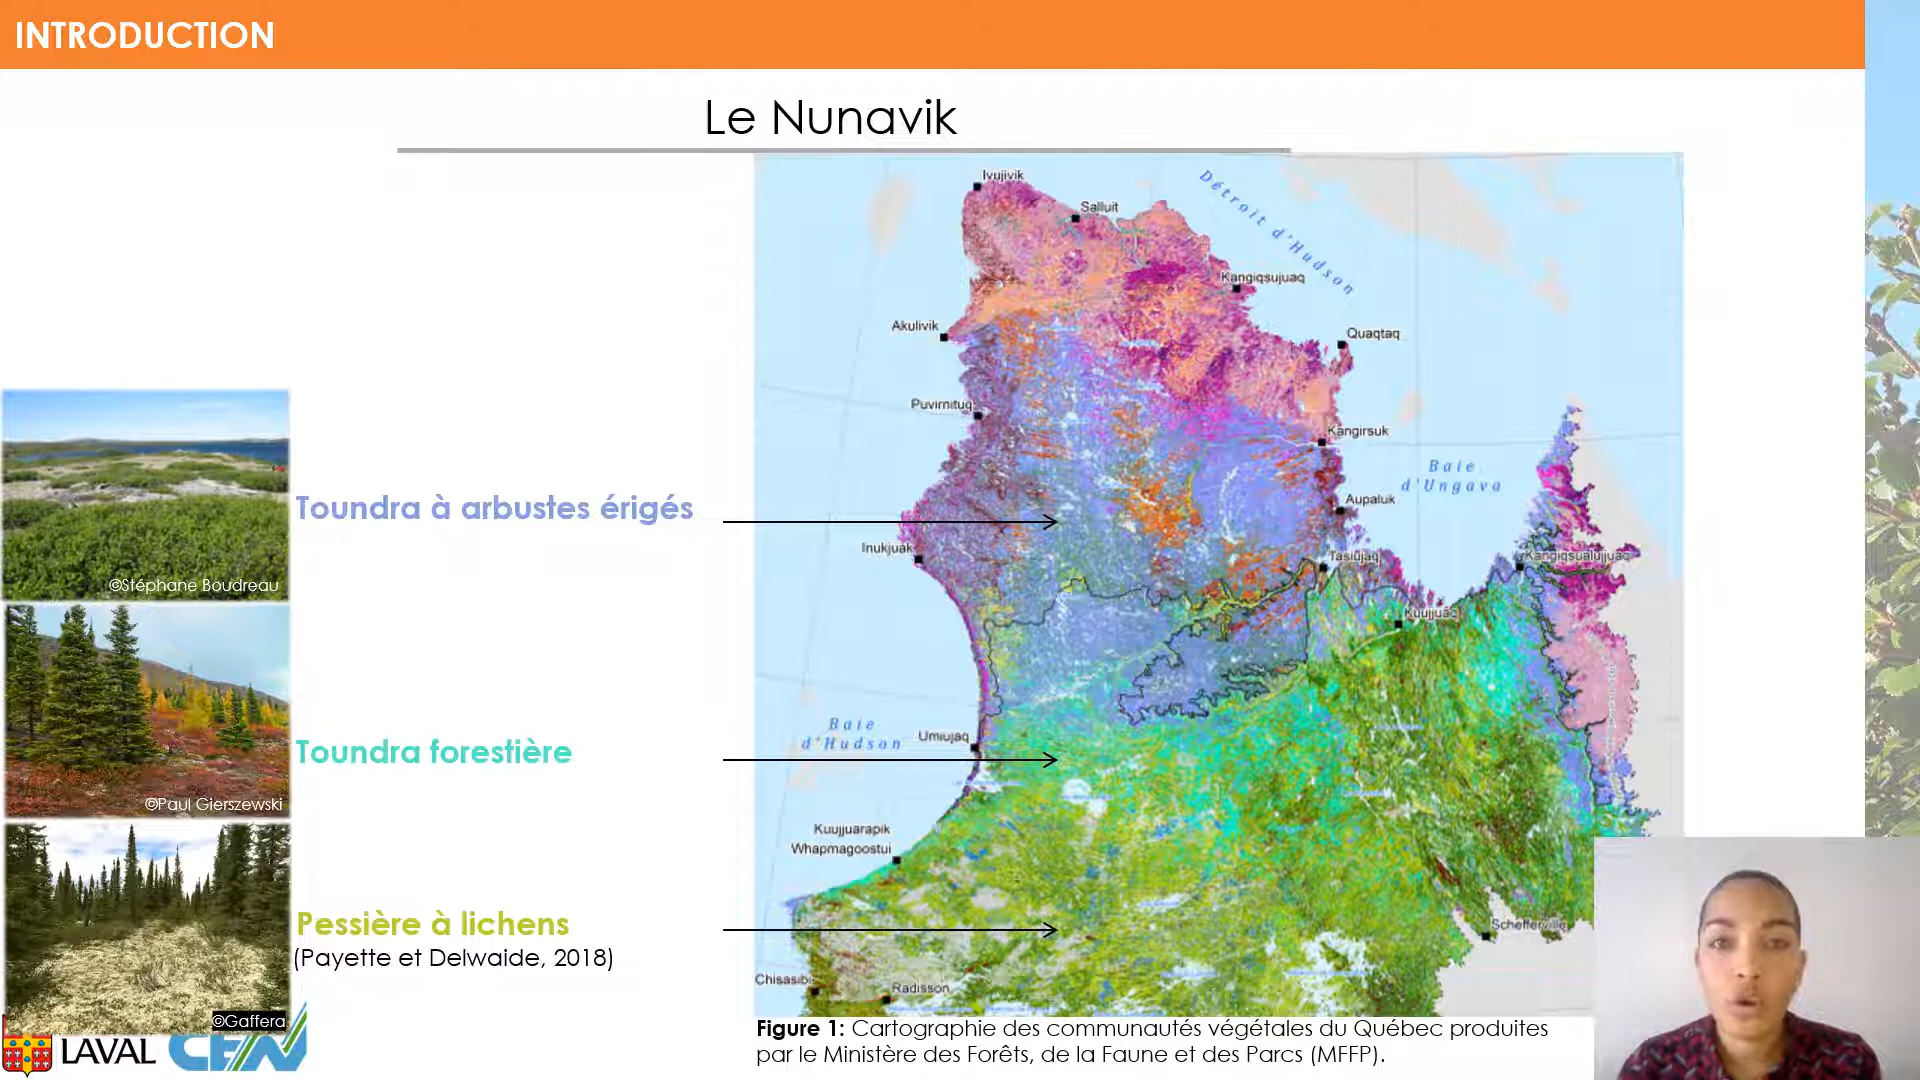 INTRODUCTION
Le Nunavik
Ivujivik
Salluit
Détroit d'Hudson
Kangiqsujuaq
Akulivik
Quaqtaq
Puvirnituq
Kangirsuk
Baie
d'Ungava
Aupaluk
Toundra à arbustes érigés
©Stéphane Boudreau
Inukjuak
Tasiujaq
Kangiqsualujjuaq
Kuujjuaq
Baie
d'Hudson
Umiujaq
Toundra forestière
©Paul Gierszewski
Kuujjuarapik
Whapmagoostui
Pessière à lichens
(Payette et Delwaide, 2018)
Schefferville
Chisasibi
Radisson
©Gaffera
LAVAL
CEN
Figure 1: Cartographie des communautés végétales du Québec produites
par le Ministère des Forêts, de la Faune et des Parcs (MFFP).